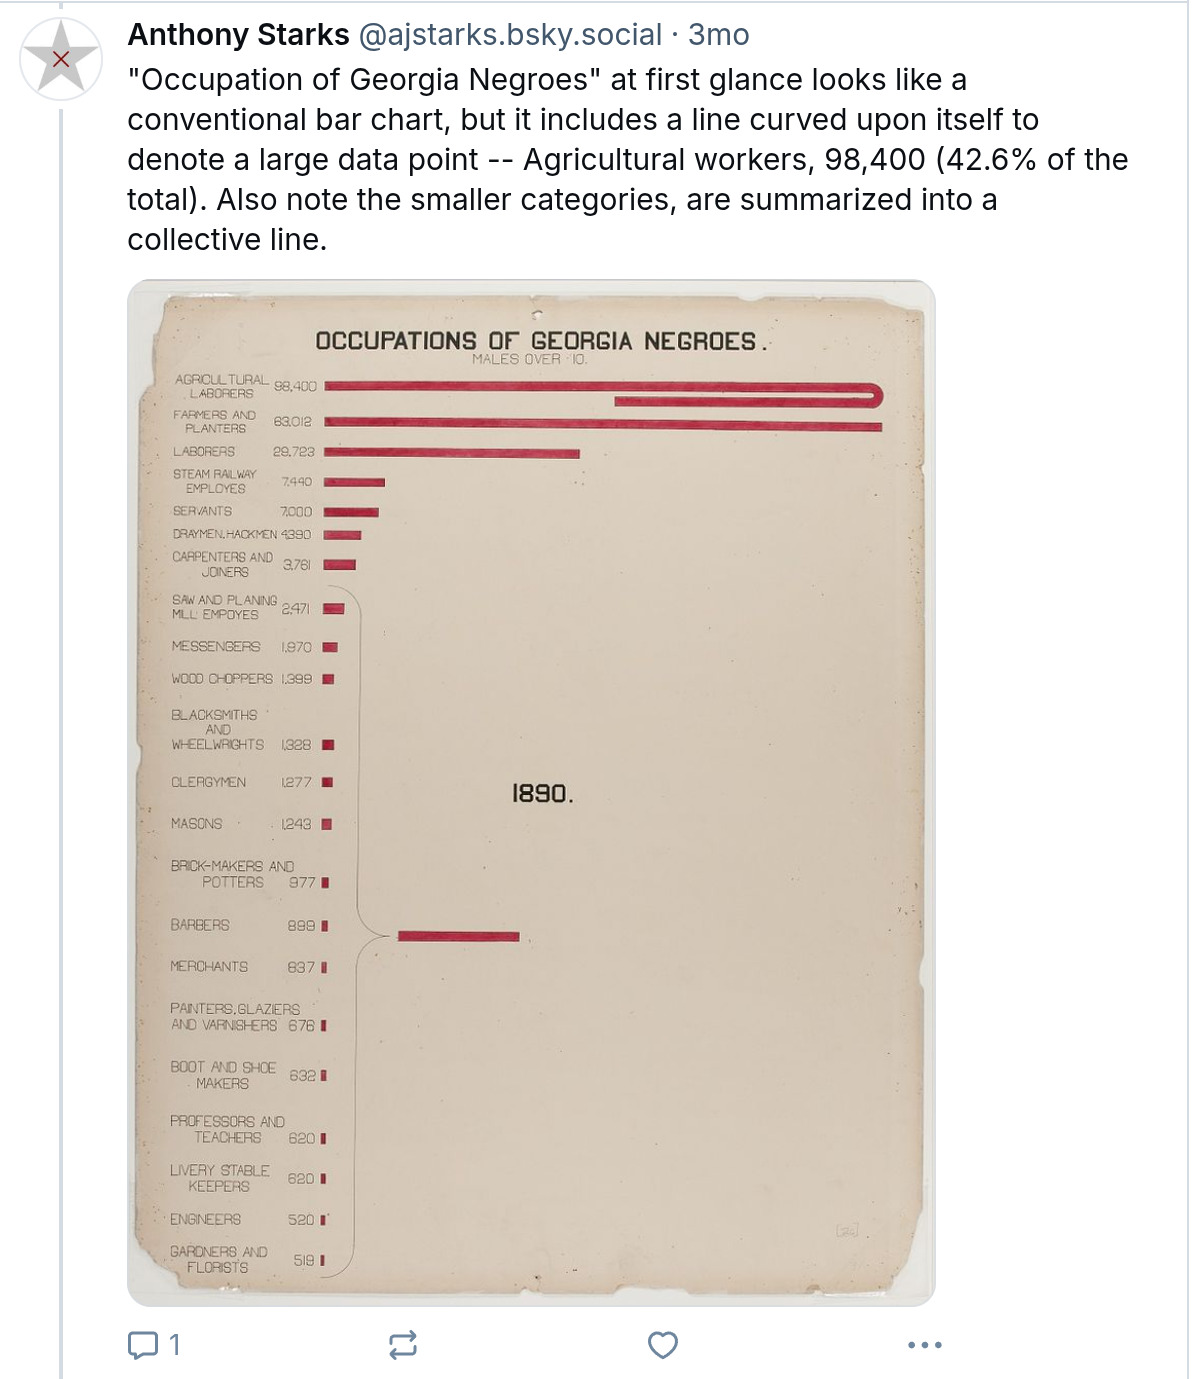 Anthony Starks @ajstarks.bsky.social · 3mo
"Occupation of Georgia Negroes" at first glance looks like a
conventional bar chart, but it includes a line curved upon itself to
denote a large data point -- Agricultural workers, 98,400 (42.6% of the
total). Also note the smaller categories, are summarized into a
collective line.
OCCUPATIONS OF GEORGIA NEGROES.
MALES OVER 10.
AGRICULTURAL
LABORERS 98,400
FARMERS AND
PLANTERS 63,012
LABORERS 28,723
STEAM RAILWAY
EMPLOYES 7,440
SERVANTS 7,000
DRAYMEN, HACKMEN 4,390
CARPENTERS AND
JOINERS 3,761
SAW AND PLANING
MILL EMPOYES 2,471
MESSENGERS 1,970
WOOD CHOPPERS 1,399
BLACKSMITHS
AND
WHEELWRIGHTS 1,328
CLERGYMEN 1,277
MASONS 1,243
1890.
BRICK-MAKERS AND
POTTERS 977
BARBERS 899
MERCHANTS 837
PAINTERS, GLAZIERS
AND VARNISHERS 676
BOOT AND SHOE
MAKERS 632
PROFESSORS AND
TEACHERS 620
LIVERY STABLE
KEEPERS 620
ENGINEERS 520
GARDNERS AND
FLORISTS 519
1